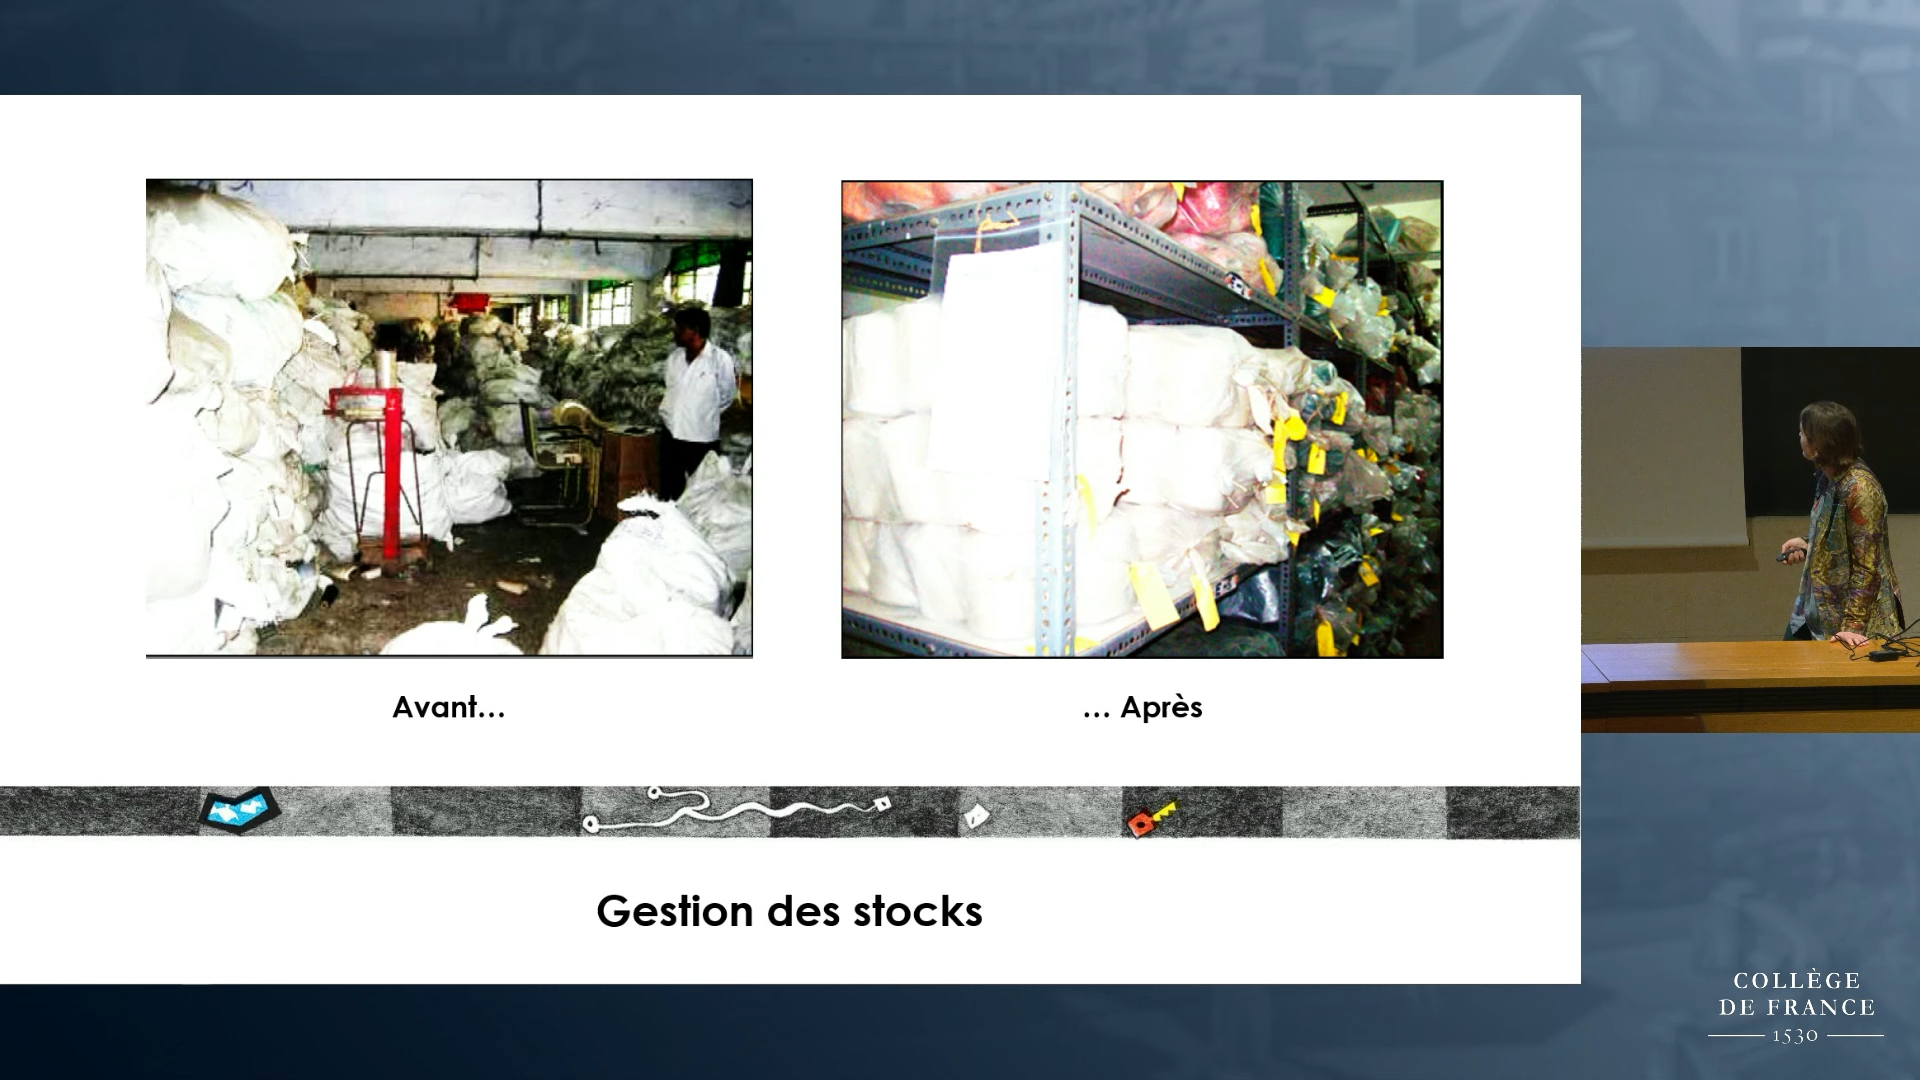 Avant…
… Après
Gestion des stocks
COLLÈGE
DE FRANCE
1530